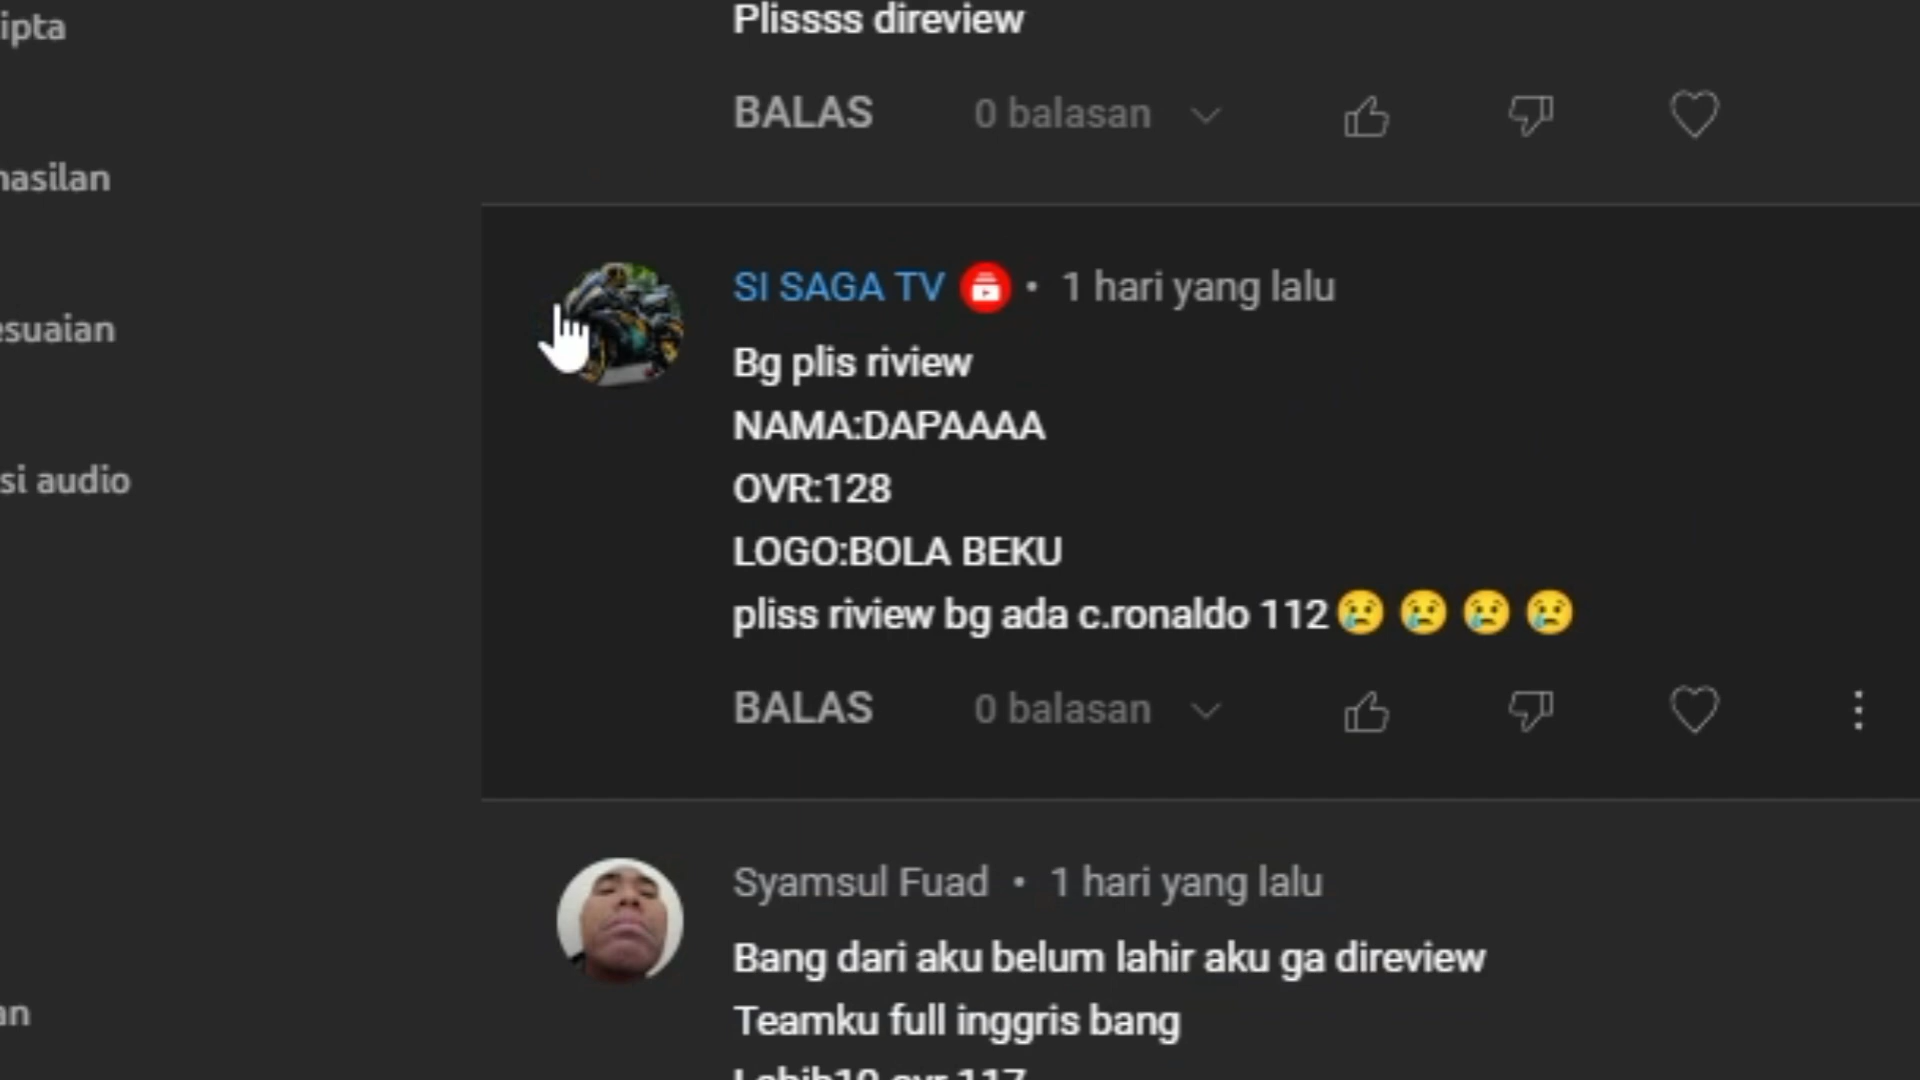 Plissss direview
BALAS 0 balasan
SI SAGA TV • 1 hari yang lalu
Bg plis riview
NAMA:DAPAAAA
OVR:128
LOGO:BOLA BEKU
pliss riview bg ada c.ronaldo 112😢😢😢😢
BALAS 0 balasan
Syamsul Fuad • 1 hari yang lalu
Bang dari aku belum lahir aku ga direview
Teamku full inggris bang
ipta
hasilan
esuaian
si audio
an